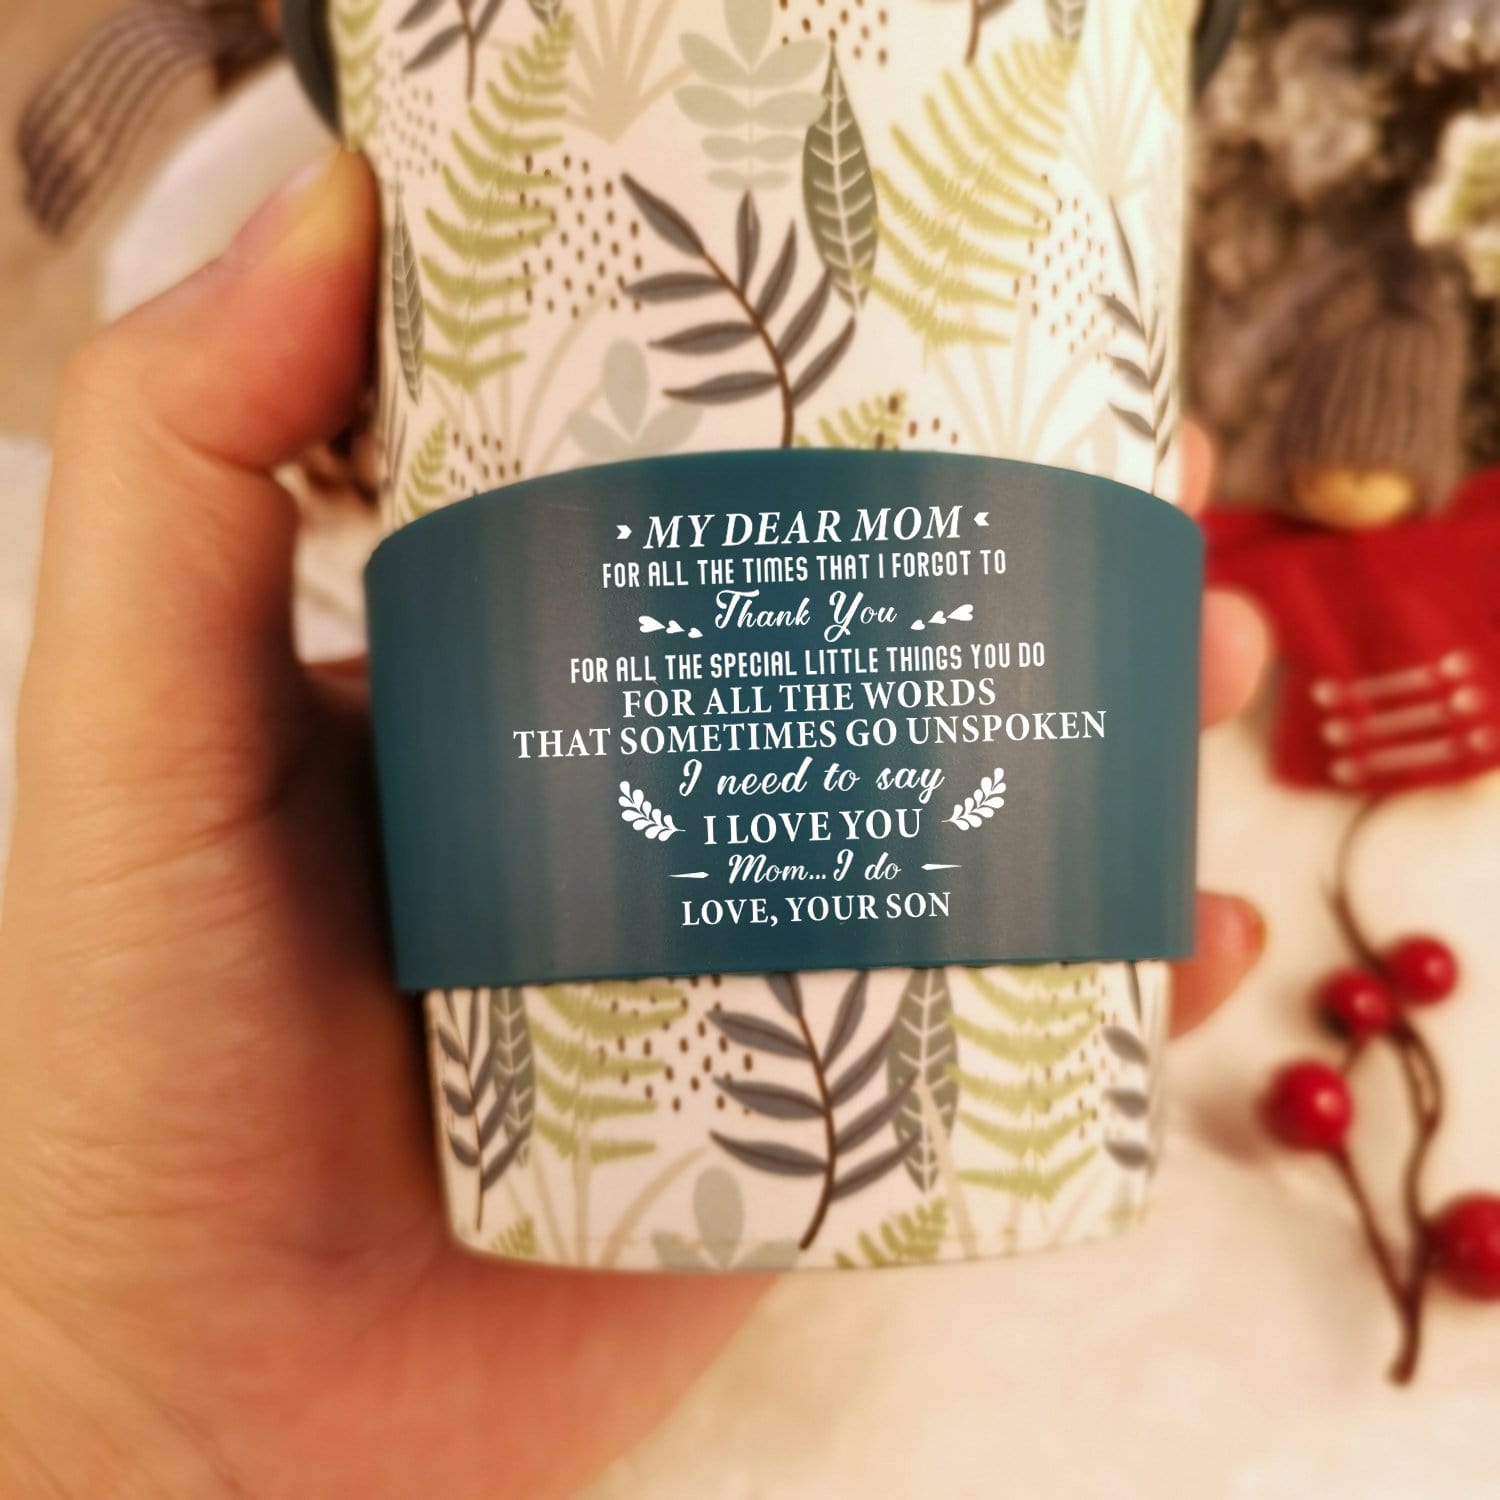 MY DEAR MOM
FOR ALL THE TIMES THAT I FORGOT TO
Thank You
FOR ALL THE SPECIAL LITTLE THINGS YOU DO
FOR ALL THE WORDS
THAT SOMETIMES GO UNSPOKEN
I need to say
I LOVE YOU
Mom...I do
LOVE, YOUR SON